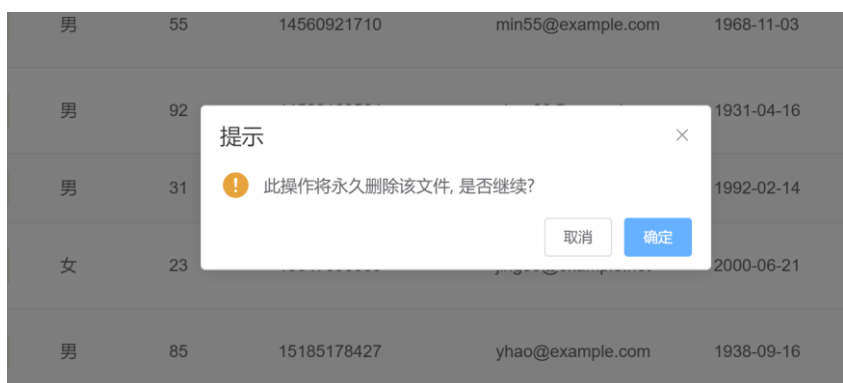 男 55 14560921710 min55@example.com 1968-11-03
男 92 1931-04-16
提示
男 31 此操作将永久删除该文件, 是否继续? 1992-02-14
取消 确定
女 23 2000-06-21
男 85 15185178427 yhao@example.com 1938-09-16